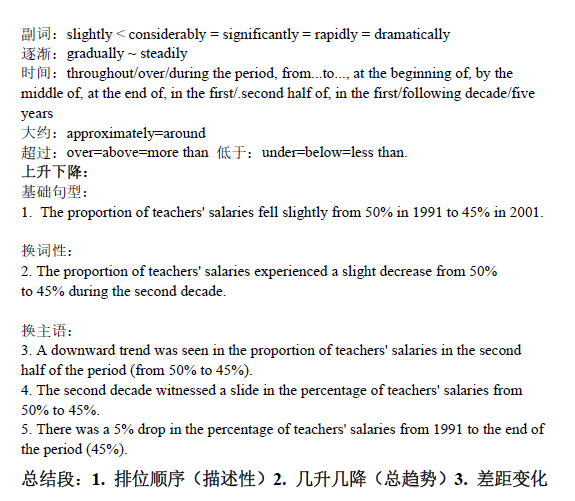 副词：slightly < considerably = significantly = rapidly = dramatically
逐渐：gradually ~ steadily
时间：throughout/over/during the period, from...to..., at the beginning of, by the
middle of, at the end of, in the first/.second half of, in the first/following decade/five
years
大约：approximately=around
超过：over=above=more than 低于：under=below=less than.
上升下降：
基础句型：
1. The proportion of teachers' salaries fell slightly from 50% in 1991 to 45% in 2001.
换词性：
2. The proportion of teachers' salaries experienced a slight decrease from 50%
to 45% during the second decade.
换主语：
3. A downward trend was seen in the proportion of teachers' salaries in the second
half of the period (from 50% to 45%).
4. The second decade witnessed a slide in the percentage of teachers' salaries from
50% to 45%.
5. There was a 5% drop in the percentage of teachers' salaries from 1991 to the end of
the period (45%).
总结段：1. 排位顺序（描述性）2. 几升几降（总趋势）3. 差距变化